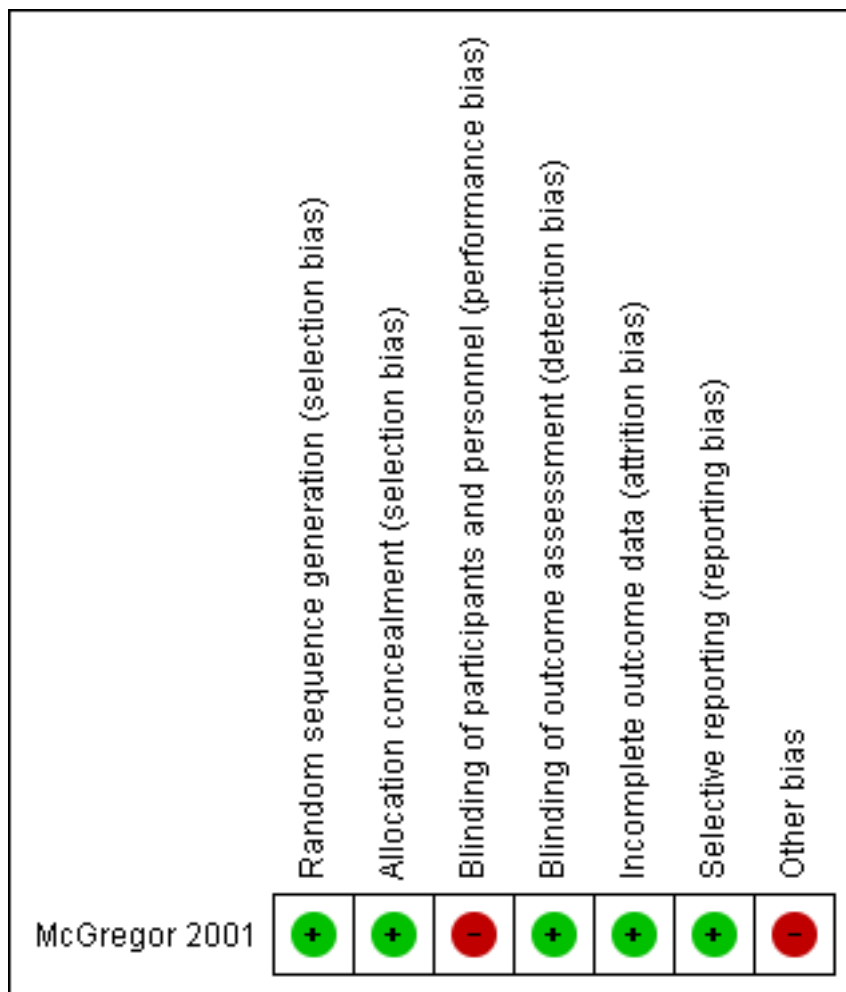 Random sequence generation (selection bias)
Allocation concealment (selection bias)
Blinding of participants and personnel (performance bias)
Blinding of outcome assessment (detection bias)
Incomplete outcome data (attrition bias)
Selective reporting (reporting bias)
Other bias
McGregor 2001 + + - + + + -